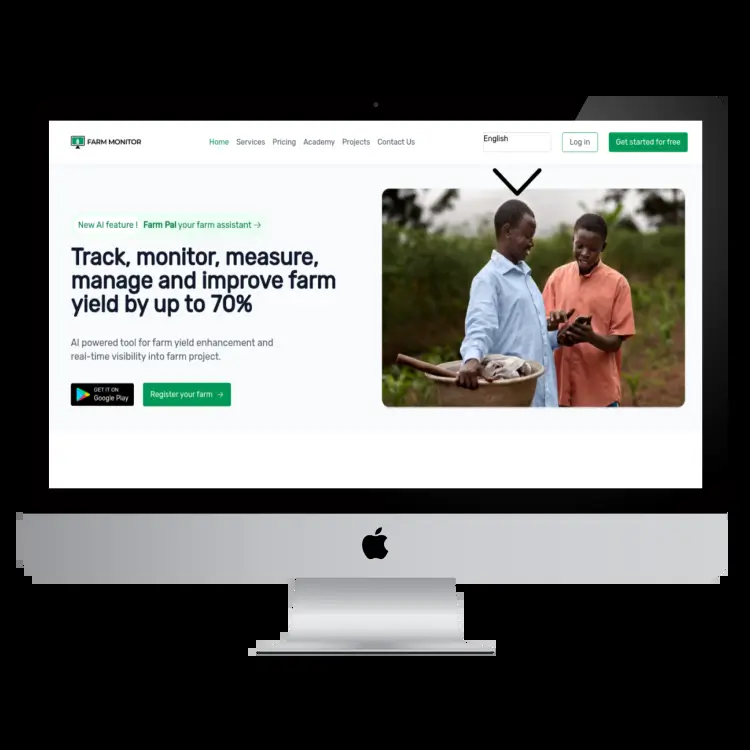 FARM MONITOR
Home Services Pricing Academy Projects Contact Us
English
Log in
Get started for free
New AI feature ! Farm Pal your farm assistant →
Track, monitor, measure,
manage and improve farm
yield by up to 70%
AI powered tool for farm yield enhancement and
real-time visibility into farm project.
GET IT ON
Google Play
Register your farm →